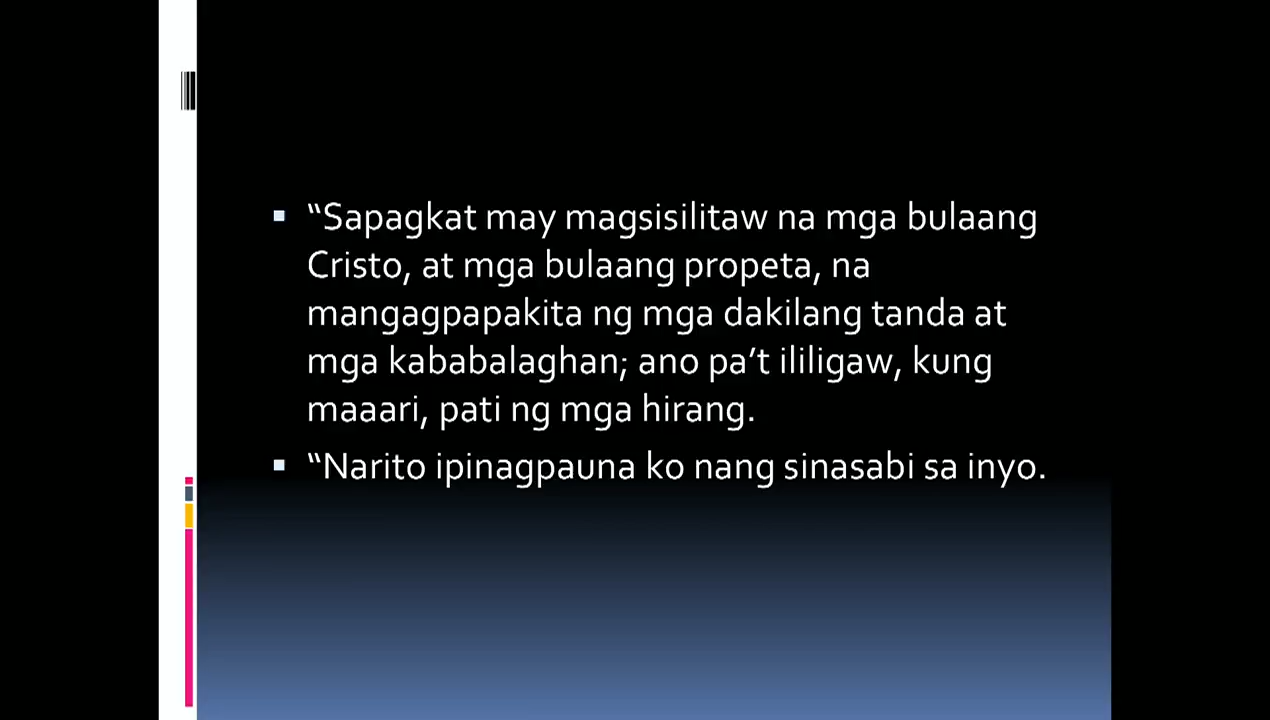 ▪ “Sapagkat may magsisilitaw na mga bulaang
Cristo, at mga bulaang propeta, na
mangagpapakita ng mga dakilang tanda at
mga kababalaghan; ano pa’t ililigaw, kung
maaari, pati ng mga hirang.
▪ “Narito ipinagpauna ko nang sinasabi sa inyo.